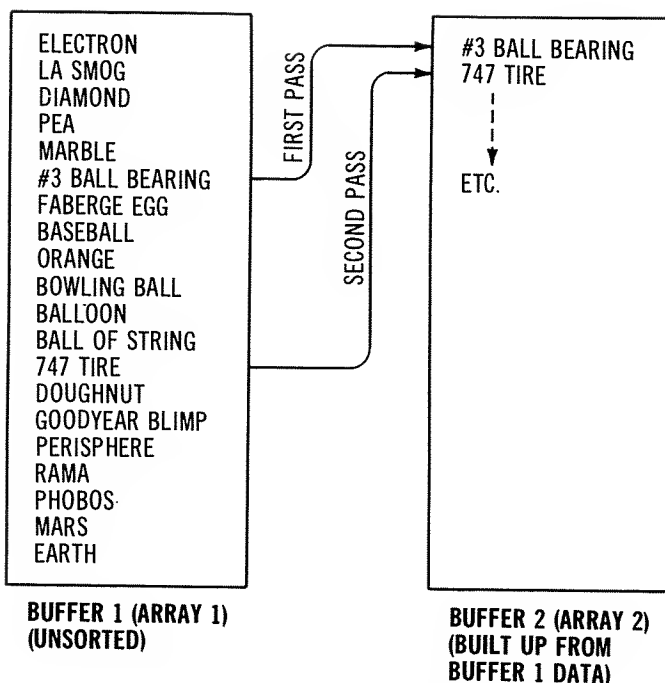 ELECTRON
LA SMOG
DIAMOND
PEA
MARBLE
#3 BALL BEARING
FABERGE EGG
BASEBALL
ORANGE
BOWLING BALL
BALLOON
BALL OF STRING
747 TIRE
DOUGHNUT
GOODYEAR BLIMP
PERISPHERE
RAMA
PHOBOS
MARS
EARTH
BUFFER 1 (ARRAY 1)
(UNSORTED)
FIRST PASS
SECOND PASS
#3 BALL BEARING
747 TIRE
ETC.
BUFFER 2 (ARRAY 2)
(BUILT UP FROM
BUFFER 1 DATA)